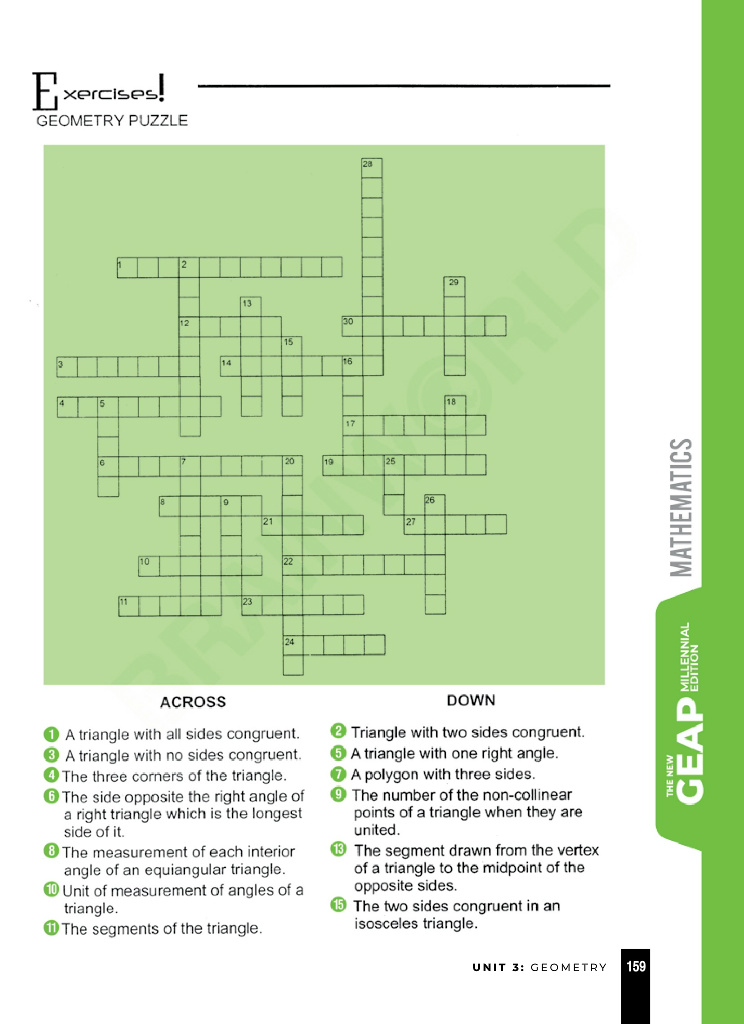 Exercises!
GEOMETRY PUZZLE
28
1 2
29
13
12 30
15
3 14 16
4 5 18
17
6 7 20 19 25
8 9 26
21 27
10 22
11 23
24
BRAINWORLD
ACROSS
1 A triangle with all sides congruent.
3 A triangle with no sides congruent.
4 The three corners of the triangle.
6 The side opposite the right angle of
a right triangle which is the longest
side of it.
8 The measurement of each interior
angle of an equiangular triangle.
10 Unit of measurement of angles of a
triangle.
11 The segments of the triangle.
DOWN
2 Triangle with two sides congruent.
5 A triangle with one right angle.
7 A polygon with three sides.
9 The number of the non-collinear
points of a triangle when they are
united.
13 The segment drawn from the vertex
of a triangle to the midpoint of the
opposite sides.
15 The two sides congruent in an
isosceles triangle.
MATHEMATICS
THE NEW
GEAP MILLENNIAL
EDITION
UNIT 3: GEOMETRY 159